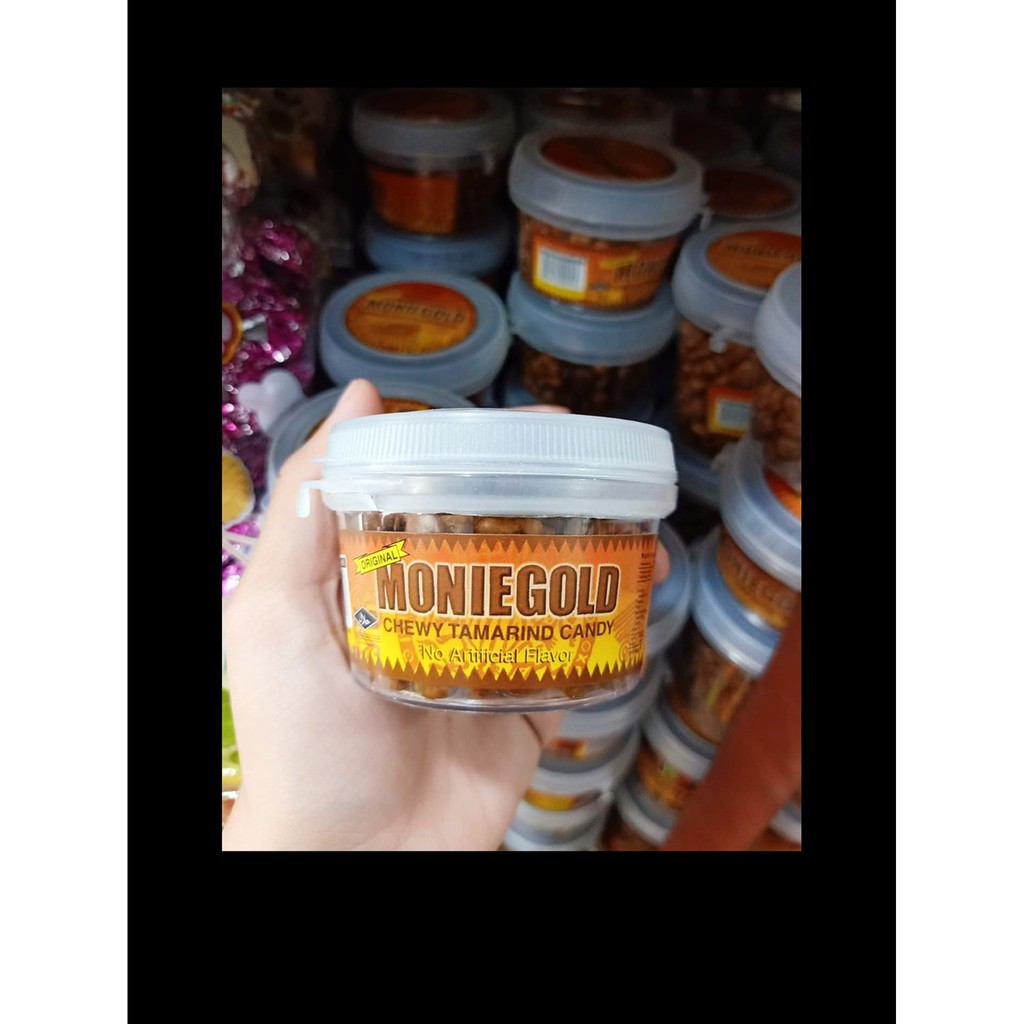 MONIEGOLD
ORIGINAL
MONIEGOLD
CHEWY TAMARIND CANDY
No Artificial Flavor